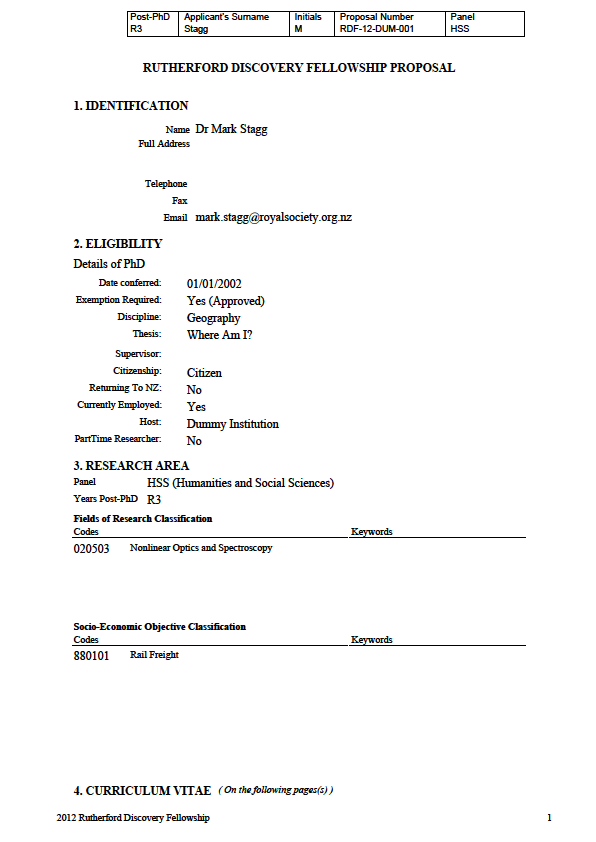 Post-PhD Applicant's Surname Initials Proposal Number Panel
R3 Stagg M RDF-12-DUM-001 HSS
RUTHERFORD DISCOVERY FELLOWSHIP PROPOSAL
1. IDENTIFICATION
Name Dr Mark Stagg
Full Address
Telephone
Fax
Email mark.stagg@royalsociety.org.nz
2. ELIGIBILITY
Details of PhD
Date conferred: 01/01/2002
Exemption Required: Yes (Approved)
Discipline: Geography
Thesis: Where Am I?
Supervisor:
Citizenship: Citizen
Returning To NZ: No
Currently Employed: Yes
Host: Dummy Institution
PartTime Researcher: No
3. RESEARCH AREA
Panel HSS (Humanities and Social Sciences)
Years Post-PhD R3
Fields of Research Classification
Codes Keywords
020503 Nonlinear Optics and Spectroscopy
Socio-Economic Objective Classification
Codes Keywords
880101 Rail Freight
4. CURRICULUM VITAE ( On the following pages(s) )
2012 Rutherford Discovery Fellowship 1